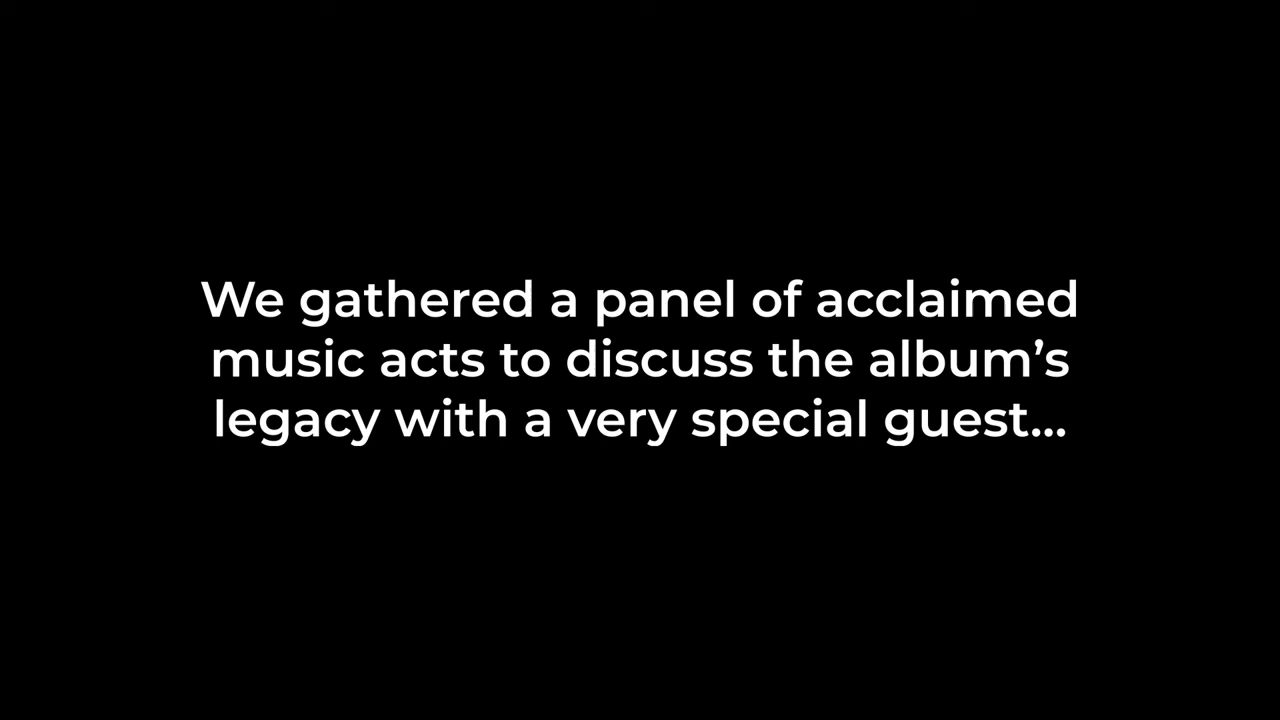 We gathered a panel of acclaimed
music acts to discuss the album’s
legacy with a very special guest...